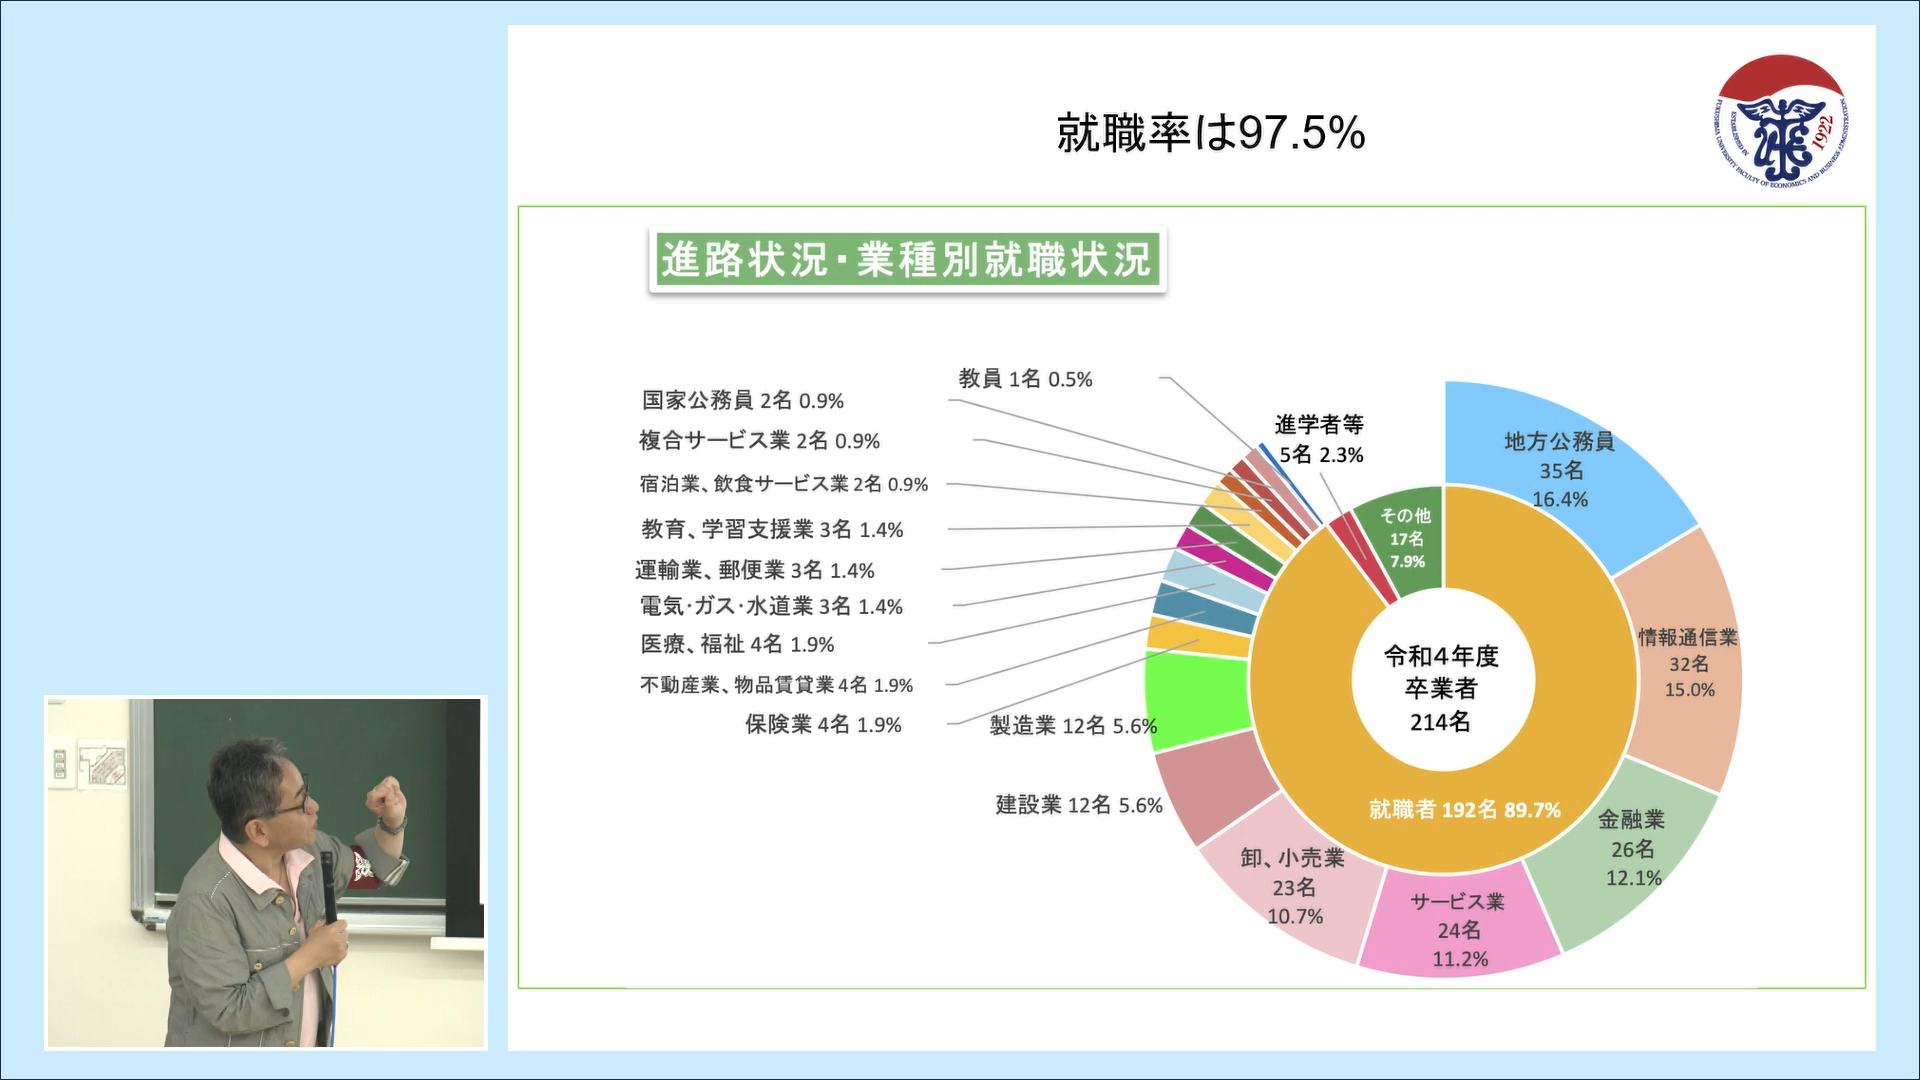 就職率は97.5%
FUKUSHIMA UNIVERSITY FACULTY OF ECONOMICS AND BUSINESS ADMINISTRATION
ESTABLISHED IN
1922
進路状況・業種別就職状況
教員 1名 0.5%
国家公務員 2名 0.9%
複合サービス業 2名 0.9%
宿泊業、飲食サービス業 2名 0.9%
教育、学習支援業 3名 1.4%
運輸業、郵便業 3名 1.4%
電気・ガス・水道業 3名 1.4%
医療、福祉 4名 1.9%
不動産業、物品賃貸業 4名 1.9%
保険業 4名 1.9%
製造業 12名 5.6%
建設業 12名 5.6%
進学者等
5名 2.3%
その他
17名
7.9%
地方公務員
35名
16.4%
情報通信業
32名
15.0%
金融業
26名
12.1%
サービス業
24名
11.2%
卸、小売業
23名
10.7%
令和4年度
卒業者
214名
就職者 192名 89.7%